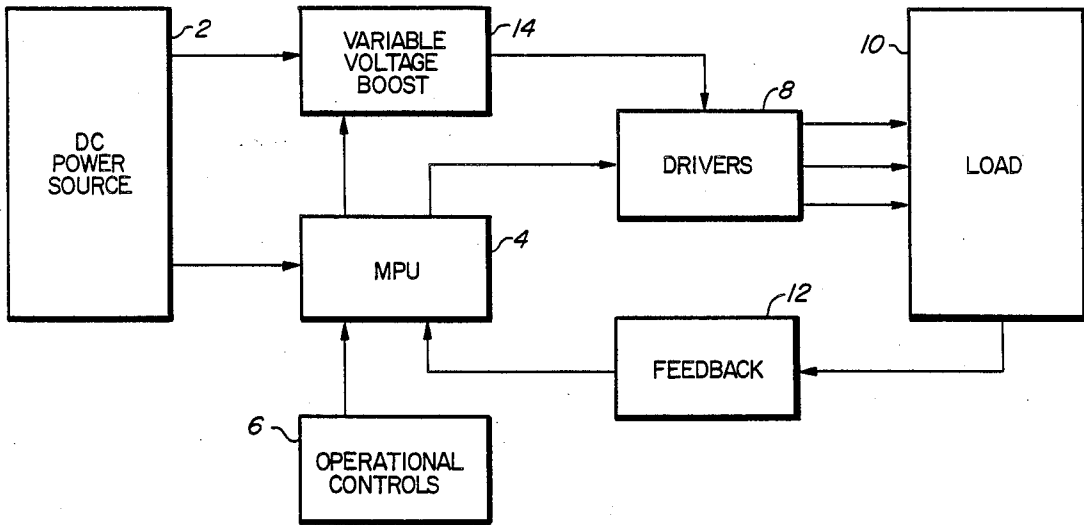 2
DC
POWER
SOURCE
14
VARIABLE
VOLTAGE
BOOST
8
DRIVERS
10
LOAD
4
MPU
12
FEEDBACK
6
OPERATIONAL
CONTROLS